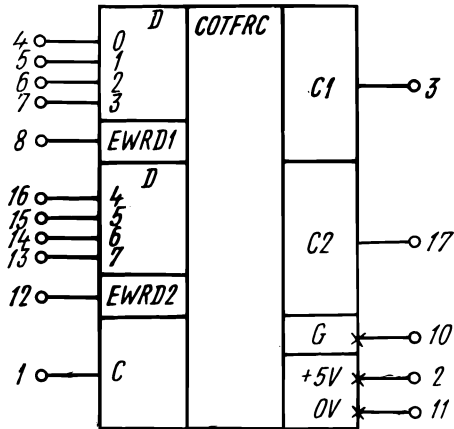 D COTFRC
4 0
5 1
6 2
7 3
C1 3
8 EWRD1
D
16 4
15 5
14 6
13 7
C2 17
12 EWRD2
G 10
1 C
+5V 2
0V 11